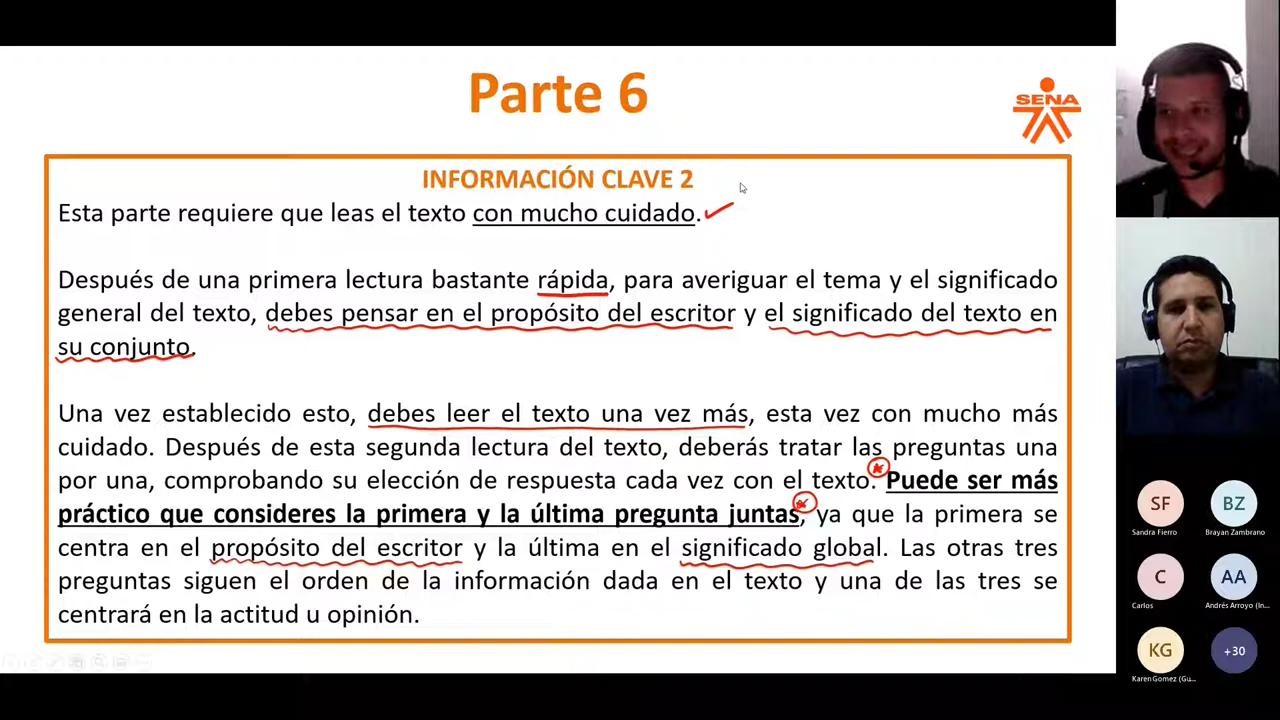 Parte 6
SENA
INFORMACIÓN CLAVE 2
Esta parte requiere que leas el texto con mucho cuidado.
Después de una primera lectura bastante rápida, para averiguar el tema y el significado
general del texto, debes pensar en el propósito del escritor y el significado del texto en
su conjunto.
Una vez establecido esto, debes leer el texto una vez más, esta vez con mucho más
cuidado. Después de esta segunda lectura del texto, deberás tratar las preguntas una
por una, comprobando su elección de respuesta cada vez con el texto. Puede ser más
práctico que consideres la primera y la última pregunta juntas, ya que la primera se
centra en el propósito del escritor y la última en el significado global. Las otras tres
preguntas siguen el orden de la información dada en el texto y una de las tres se
centrará en la actitud u opinión.
SF
BZ
Sandra Fierro
Brayan Zambrano
C
AA
Carlos
Andrés Arroyo (In...
KG
+30
Karen Gomez (Gu...